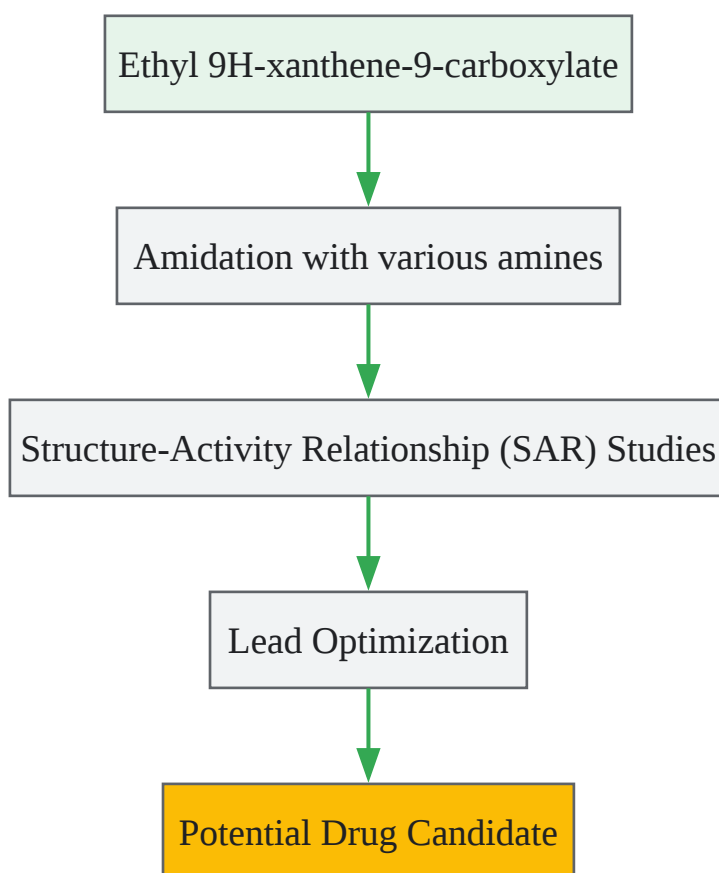 Ethyl 9H-xanthene-9-carboxylate
Amidation with various amines
Structure-Activity Relationship (SAR) Studies
Lead Optimization
Potential Drug Candidate